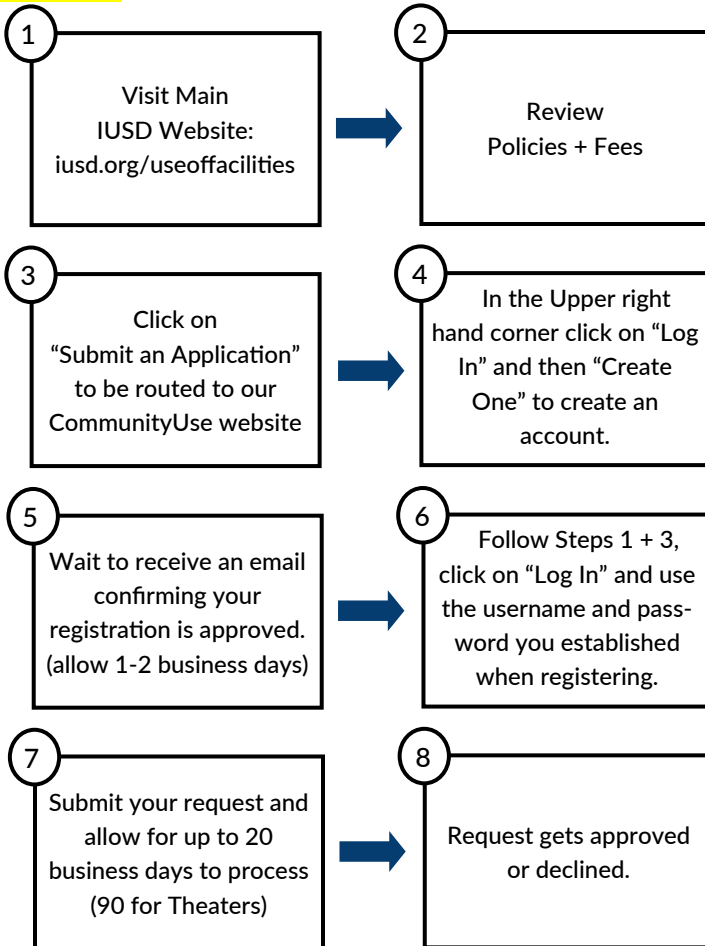 1
Visit Main
IUSD Website:
iusd.org/useoffacilities
2
Review
Policies + Fees
3
Click on
“Submit an Application”
to be routed to our
CommunityUse website
4
In the Upper right
hand corner click on “Log
In” and then “Create
One” to create an
account.
5
Wait to receive an email
confirming your
registration is approved.
(allow 1-2 business days)
6
Follow Steps 1 + 3,
click on “Log In” and use
the username and pass-
word you established
when registering.
7
Submit your request and
allow for up to 20
business days to process
(90 for Theaters)
8
Request gets approved
or declined.